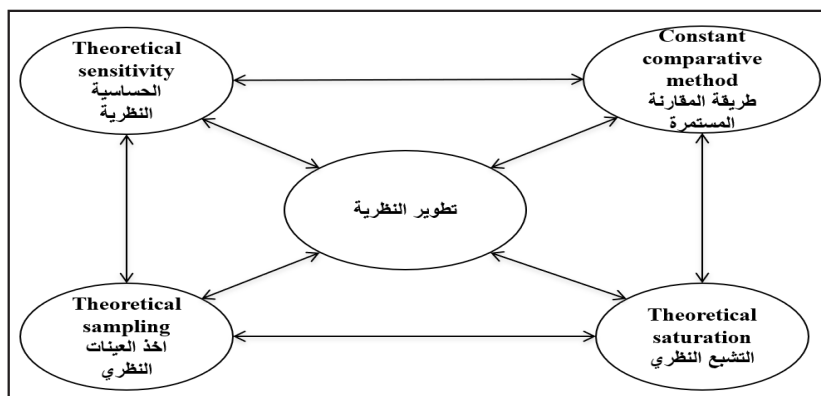 Theoretical
sensitivity
الحساسية
النظرية
Constant
comparative
method
طريقة المقارنة
المستمرة
تطوير النظرية
Theoretical
sampling
اخذ العينات
النظري
Theoretical
saturation
التشبع النظري